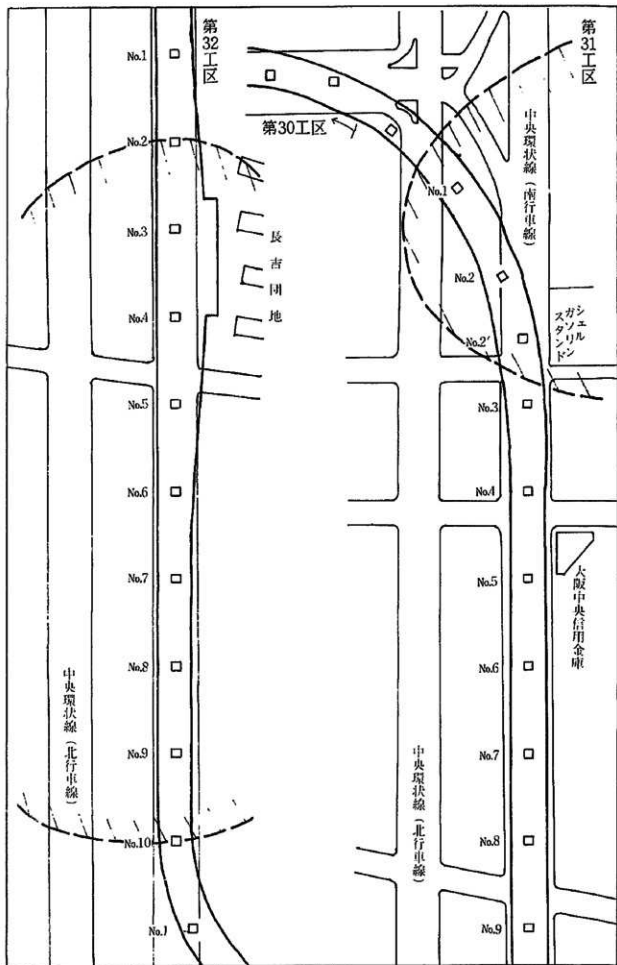 第32工区
No.1
No.2
No.3
No.4
長吉団地
No.5
No.6
No.7
No.8
No.9
No.10
No.1
中央環状線(北行車線)
第31工区
第30工区
中央環状線(南行車線)
No.1
No.2
No.2′
シェル
ガソリン
スタンド
No.3
No.4
No.5
大阪中央信用金庫
No.6
No.7
中央環状線(北行車線)
No.8
No.9